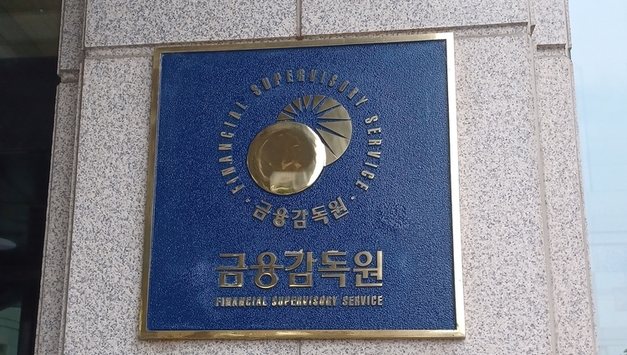 FINANCIAL SUPERVISORY SERVICE
금융감독원
금융감독원
FINANCIAL SUPERVISORY SERVICE